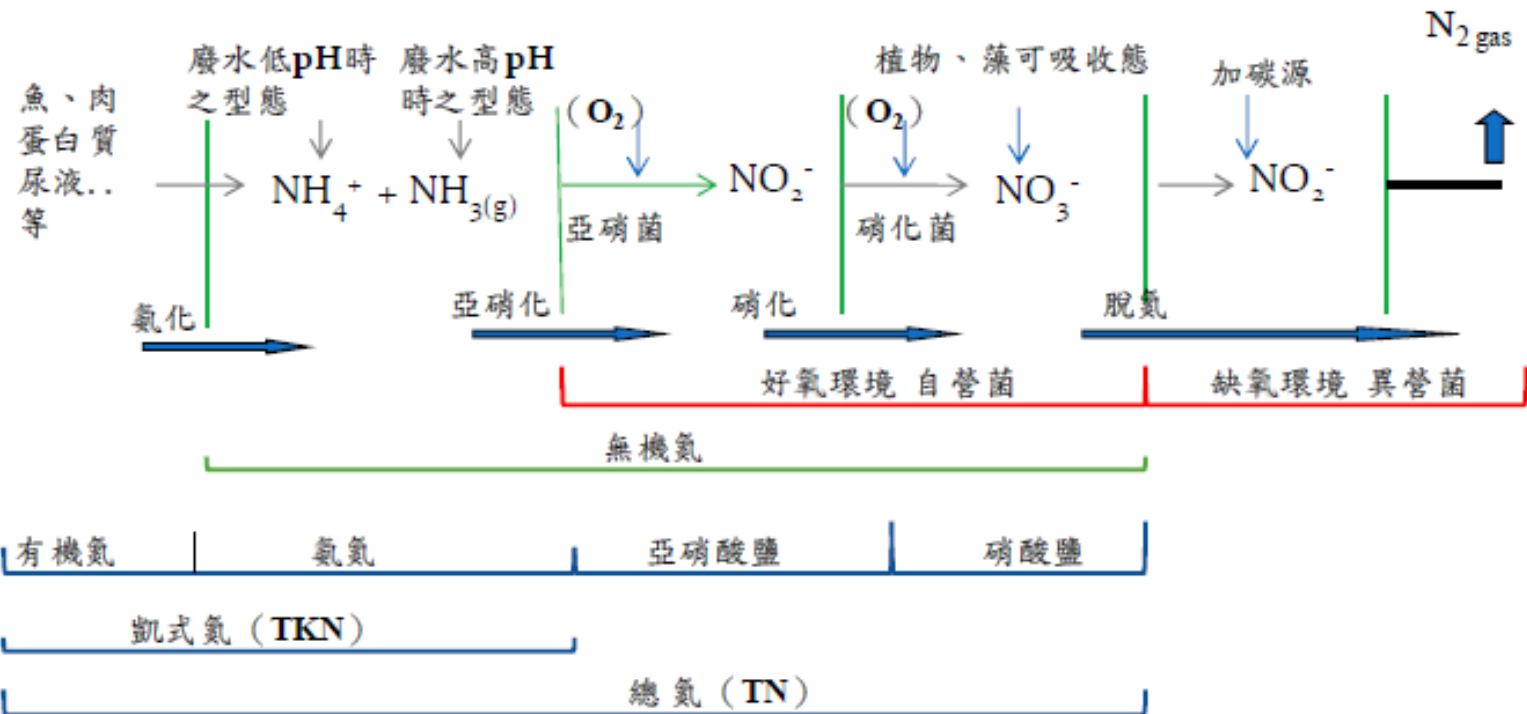 魚、肉
蛋白質
尿液..
等
廢水低pH時
之型態
廢水高pH
時之型態
NH₄⁺ + NH₃(g)
(O₂)
亞硝菌
NO₂⁻
(O₂)
硝化菌
植物、藻可吸收態
NO₃⁻
加碳源
NO₂⁻
N₂ gas
氨化
亞硝化
硝化
脫氮
好氧環境 自營菌
缺氧環境 異營菌
無機氮
有機氮
氨氮
亞硝酸鹽
硝酸鹽
凱式氮（TKN）
總氮（TN）